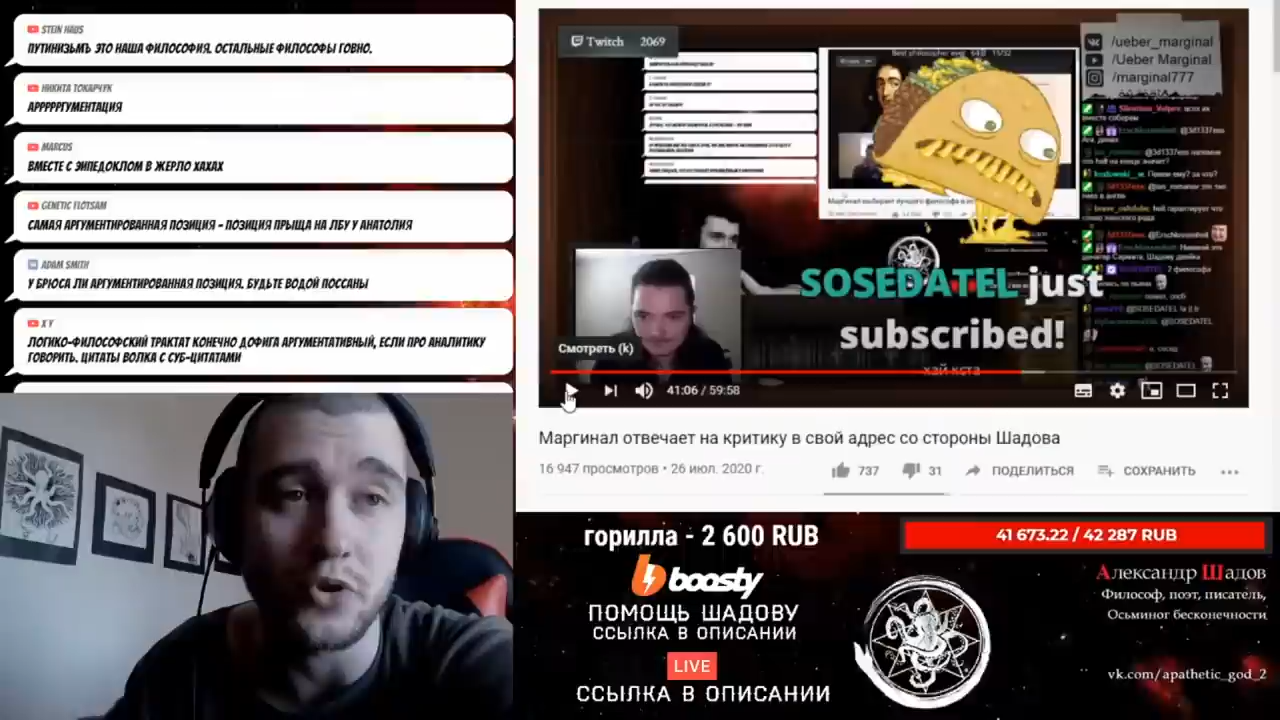 STEIN HAUS
ПУТИНИЗЬМЪ ЭТО НАША ФИЛОСОФИЯ. ОСТАЛЬНЫЕ ФИЛОСОФЫ ГОВНО.
НИКИТА ТОКАРЧУК
АРРРРРГУМЕНТАЦИЯ
MARCUS
ВМЕСТЕ С ЭПЕДОКЛОМ В ЖЕРЛО ХАХАХ
GENETIC FLOTSAM
САМАЯ АРГУМЕНТИРОВАННАЯ ПОЗИЦИЯ - ПОЗИЦИЯ ПРЫЩА НА ЛБУ У АНАТОЛИЯ
ADAM SMITH
У БРЮСА ЛИ АРГУМЕНТИРОВАННАЯ ПОЗИЦИЯ. БУДЬТЕ ВОДОЙ ПОССАНЫ
X Y
ЛОГИКО-ФИЛОСОФСКИЙ ТРАКТАТ КОНЕЧНО ДОФИГА АРГУМЕНТАТИВНЫЙ, ЕСЛИ ПРО АНАЛИТИКУ
ГОВОРИТЬ. ЦИТАТЫ ВОЛКА С СУБ-ЦИТАТАМИ
Twitch 2069
/ueber_marginal
/Ueber Marginal
/marginal777
SOSEDATEL just
subscribed!
Смотреть (k)
хай кста
41:06 / 59:58
Маргинал отвечает на критику в свой адрес со стороны Шадова
16 947 просмотров • 26 июл. 2020 г.
737
31
ПОДЕЛИТЬСЯ
СОХРАНИТЬ
горилла - 2 600 RUB
41 673.22 / 42 287 RUB
boosty
ПОМОЩЬ ШАДОВУ
ССЫЛКА В ОПИСАНИИ
LIVE
ССЫЛКА В ОПИСАНИИ
Александр Шадов
Философ, поэт, писатель,
Осьминог бесконечности
vk.com/apathetic_god_2